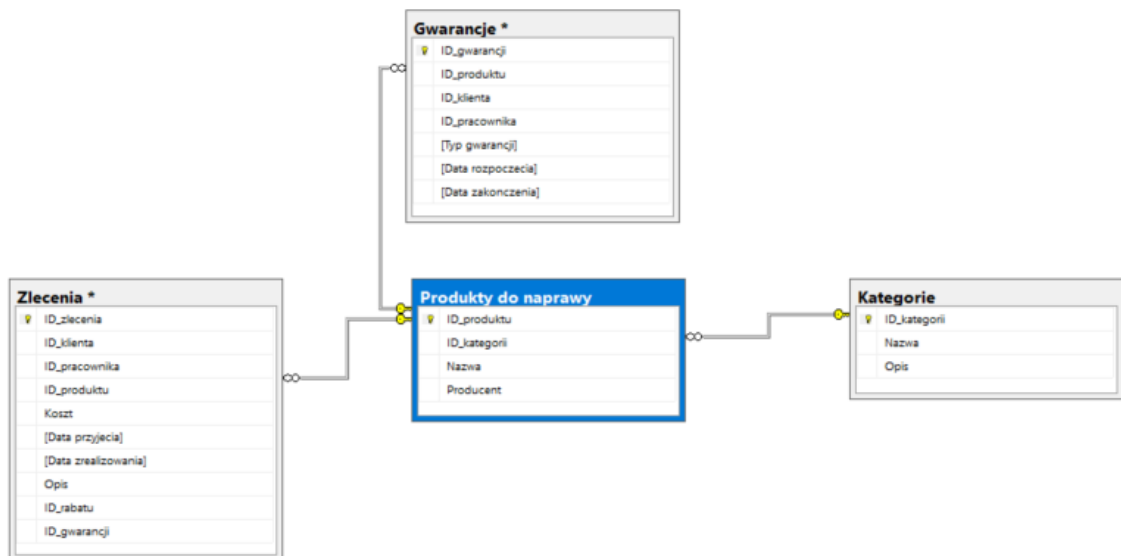 Gwarancje *
ID_gwarancji
ID_produktu
ID_klienta
ID_pracownika
[Typ gwarancji]
[Data rozpoczecia]
[Data zakonczenia]
Zlecenia *
ID_zlecenia
ID_klienta
ID_pracownika
ID_produktu
Koszt
[Data przyjecia]
[Data zrealizowania]
Opis
ID_rabatu
ID_gwarancji
Produkty do naprawy
ID_produktu
ID_kategorii
Nazwa
Producent
Kategorie
ID_kategorii
Nazwa
Opis